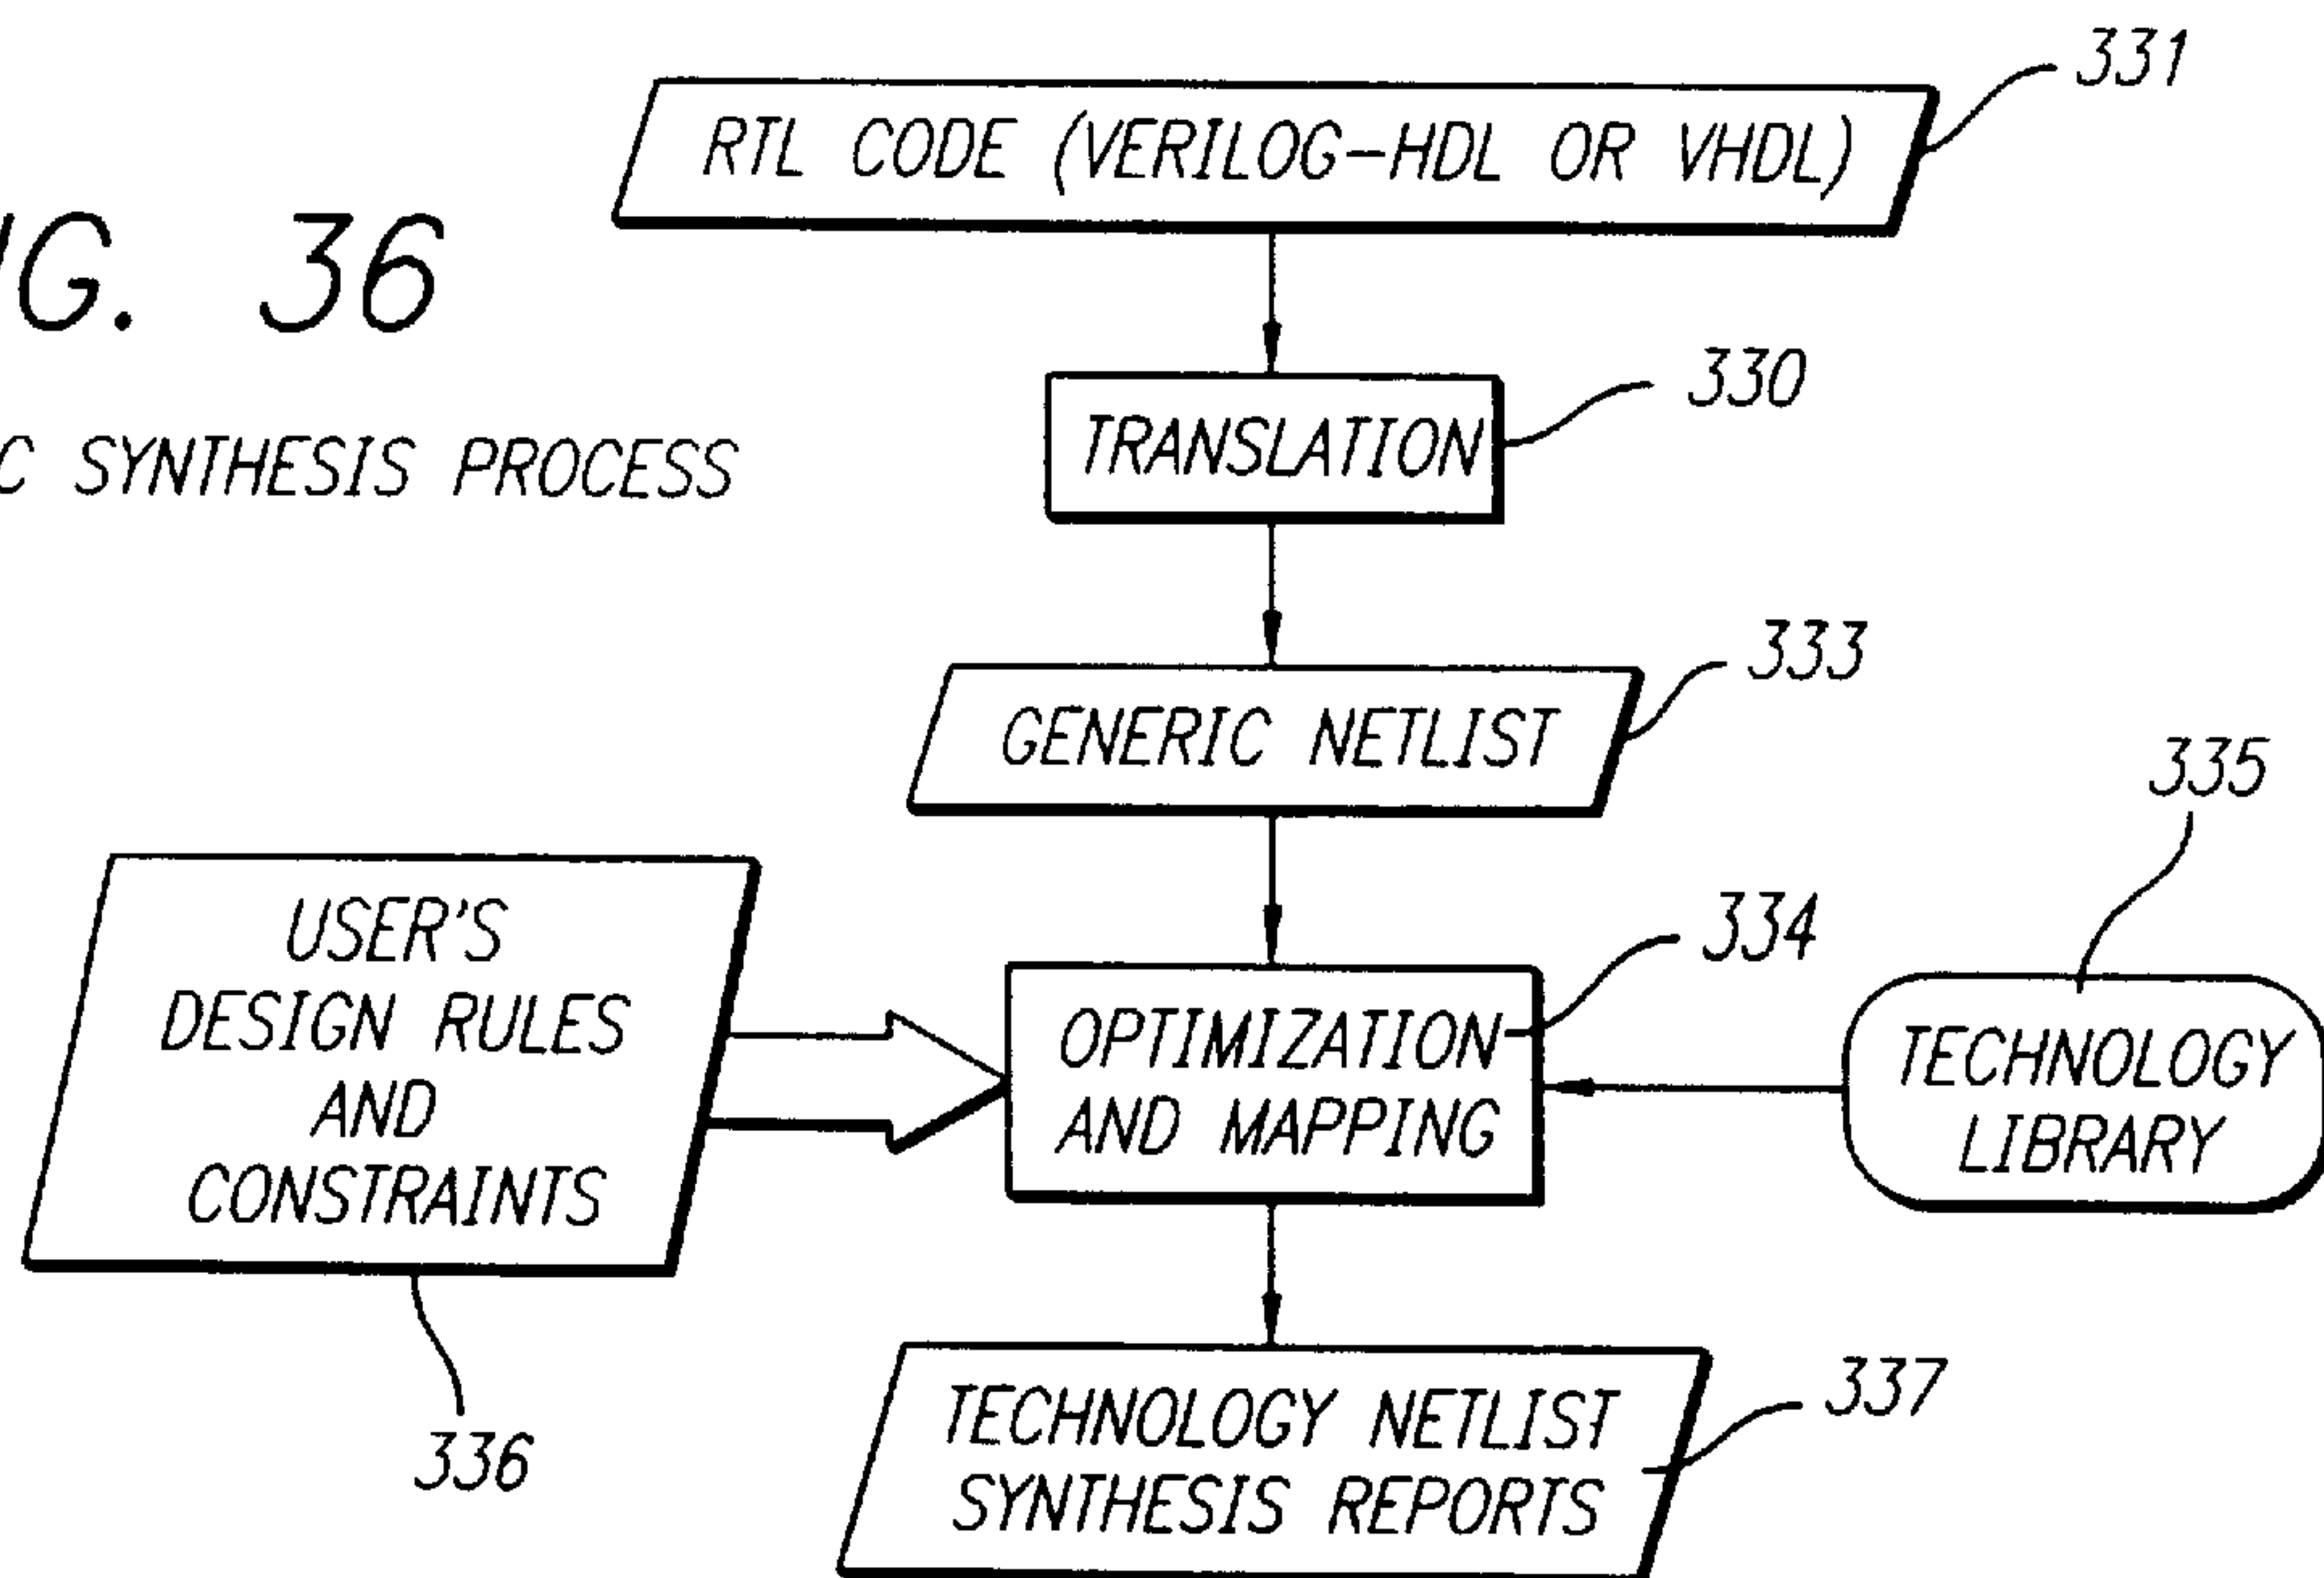 331
RTL CODE (VERILOG-HDL OR VHDL)
G. 36
330
TRANSLATION
C SYNTHESIS PROCESS
333
GENERIC NETLIST
335
USER'S
DESIGN RULES
AND
CONSTRAINTS
334
OPTIMIZATION
AND MAPPING
TECHNOLOGY
LIBRARY
336
337
TECHNOLOGY NETLIST
SYNTHESIS REPORTS